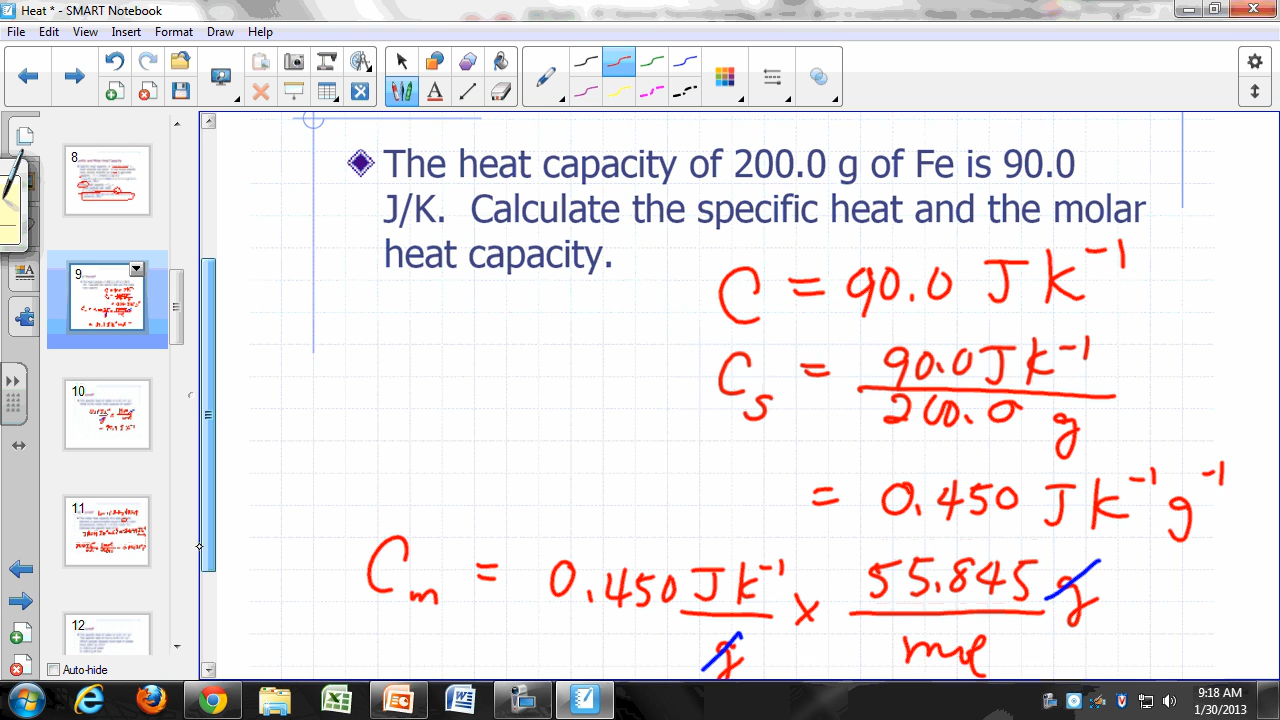 Heat * - SMART Notebook
File Edit View Insert Format Draw Help
8
9
10
11
12
Auto-hide
The heat capacity of 200.0 g of Fe is 90.0
J/K. Calculate the specific heat and the molar
heat capacity.
C = 90.0 J K⁻¹
Cₛ = 90.0 J K⁻¹
200.0 g
= 0.450 J K⁻¹ g⁻¹
Cₘ = 0.450 J K⁻¹ x 55.845 g
g mol
9:18 AM
1/30/2013